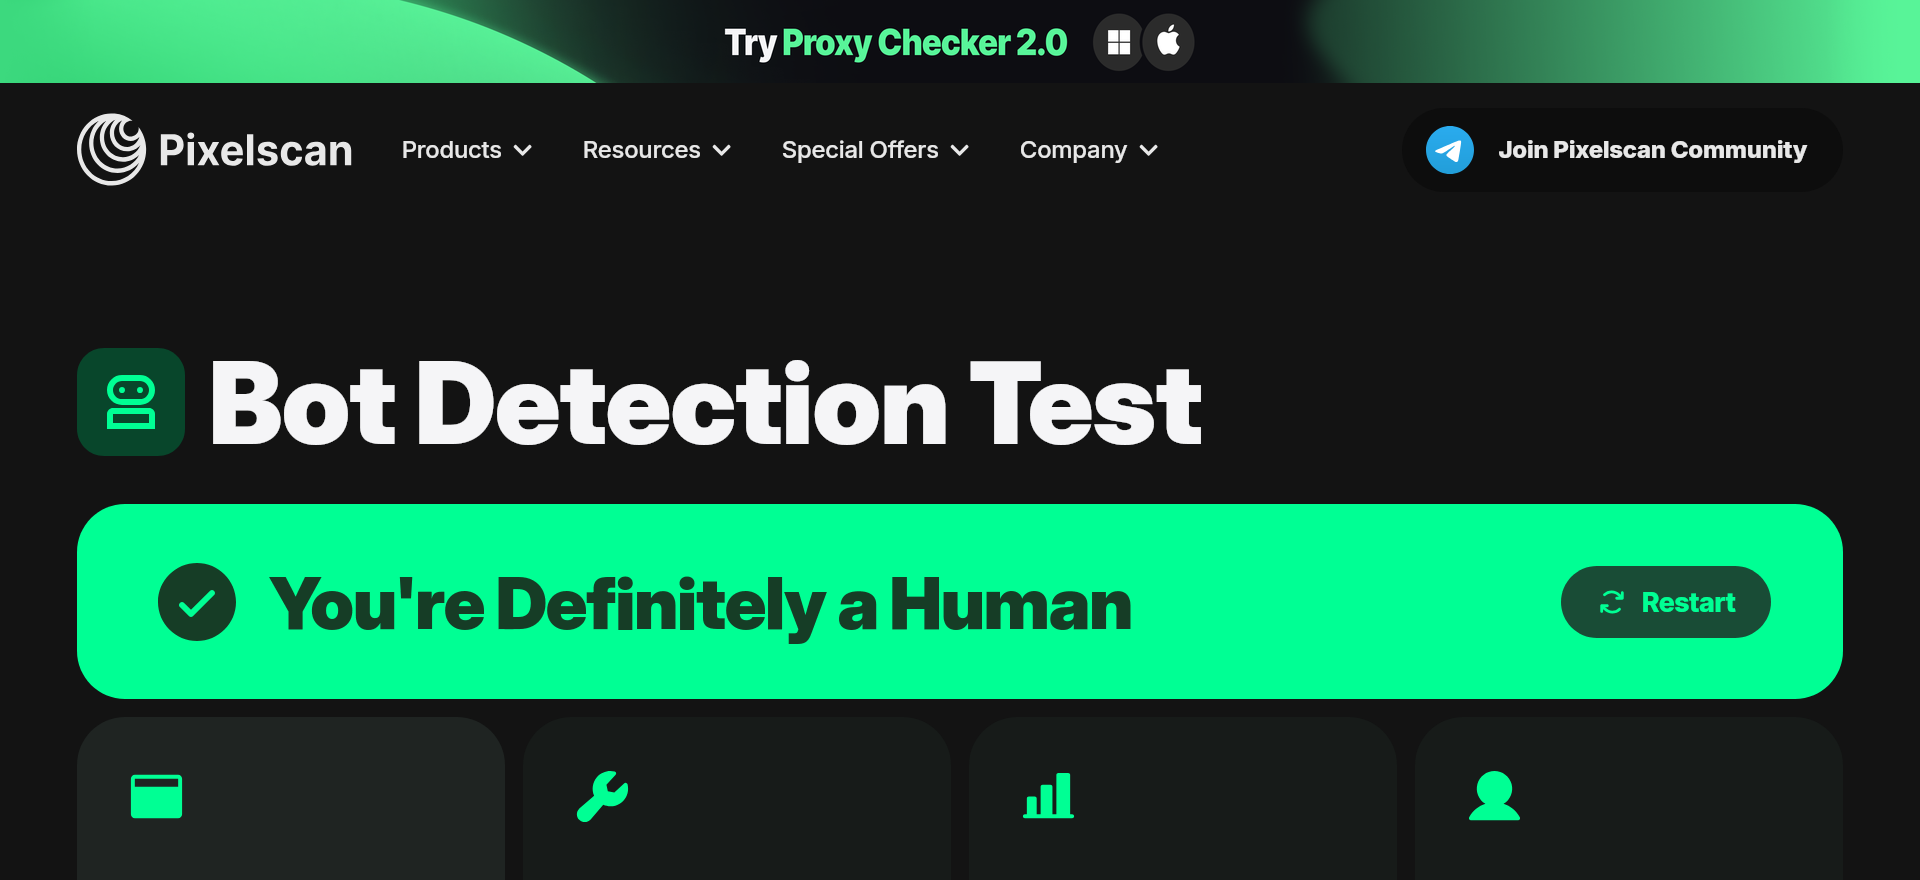 Try Proxy Checker 2.0
Pixelscan
Products
Resources
Special Offers
Company
Join Pixelscan Community
Bot Detection Test
You're Definitely a Human
Restart